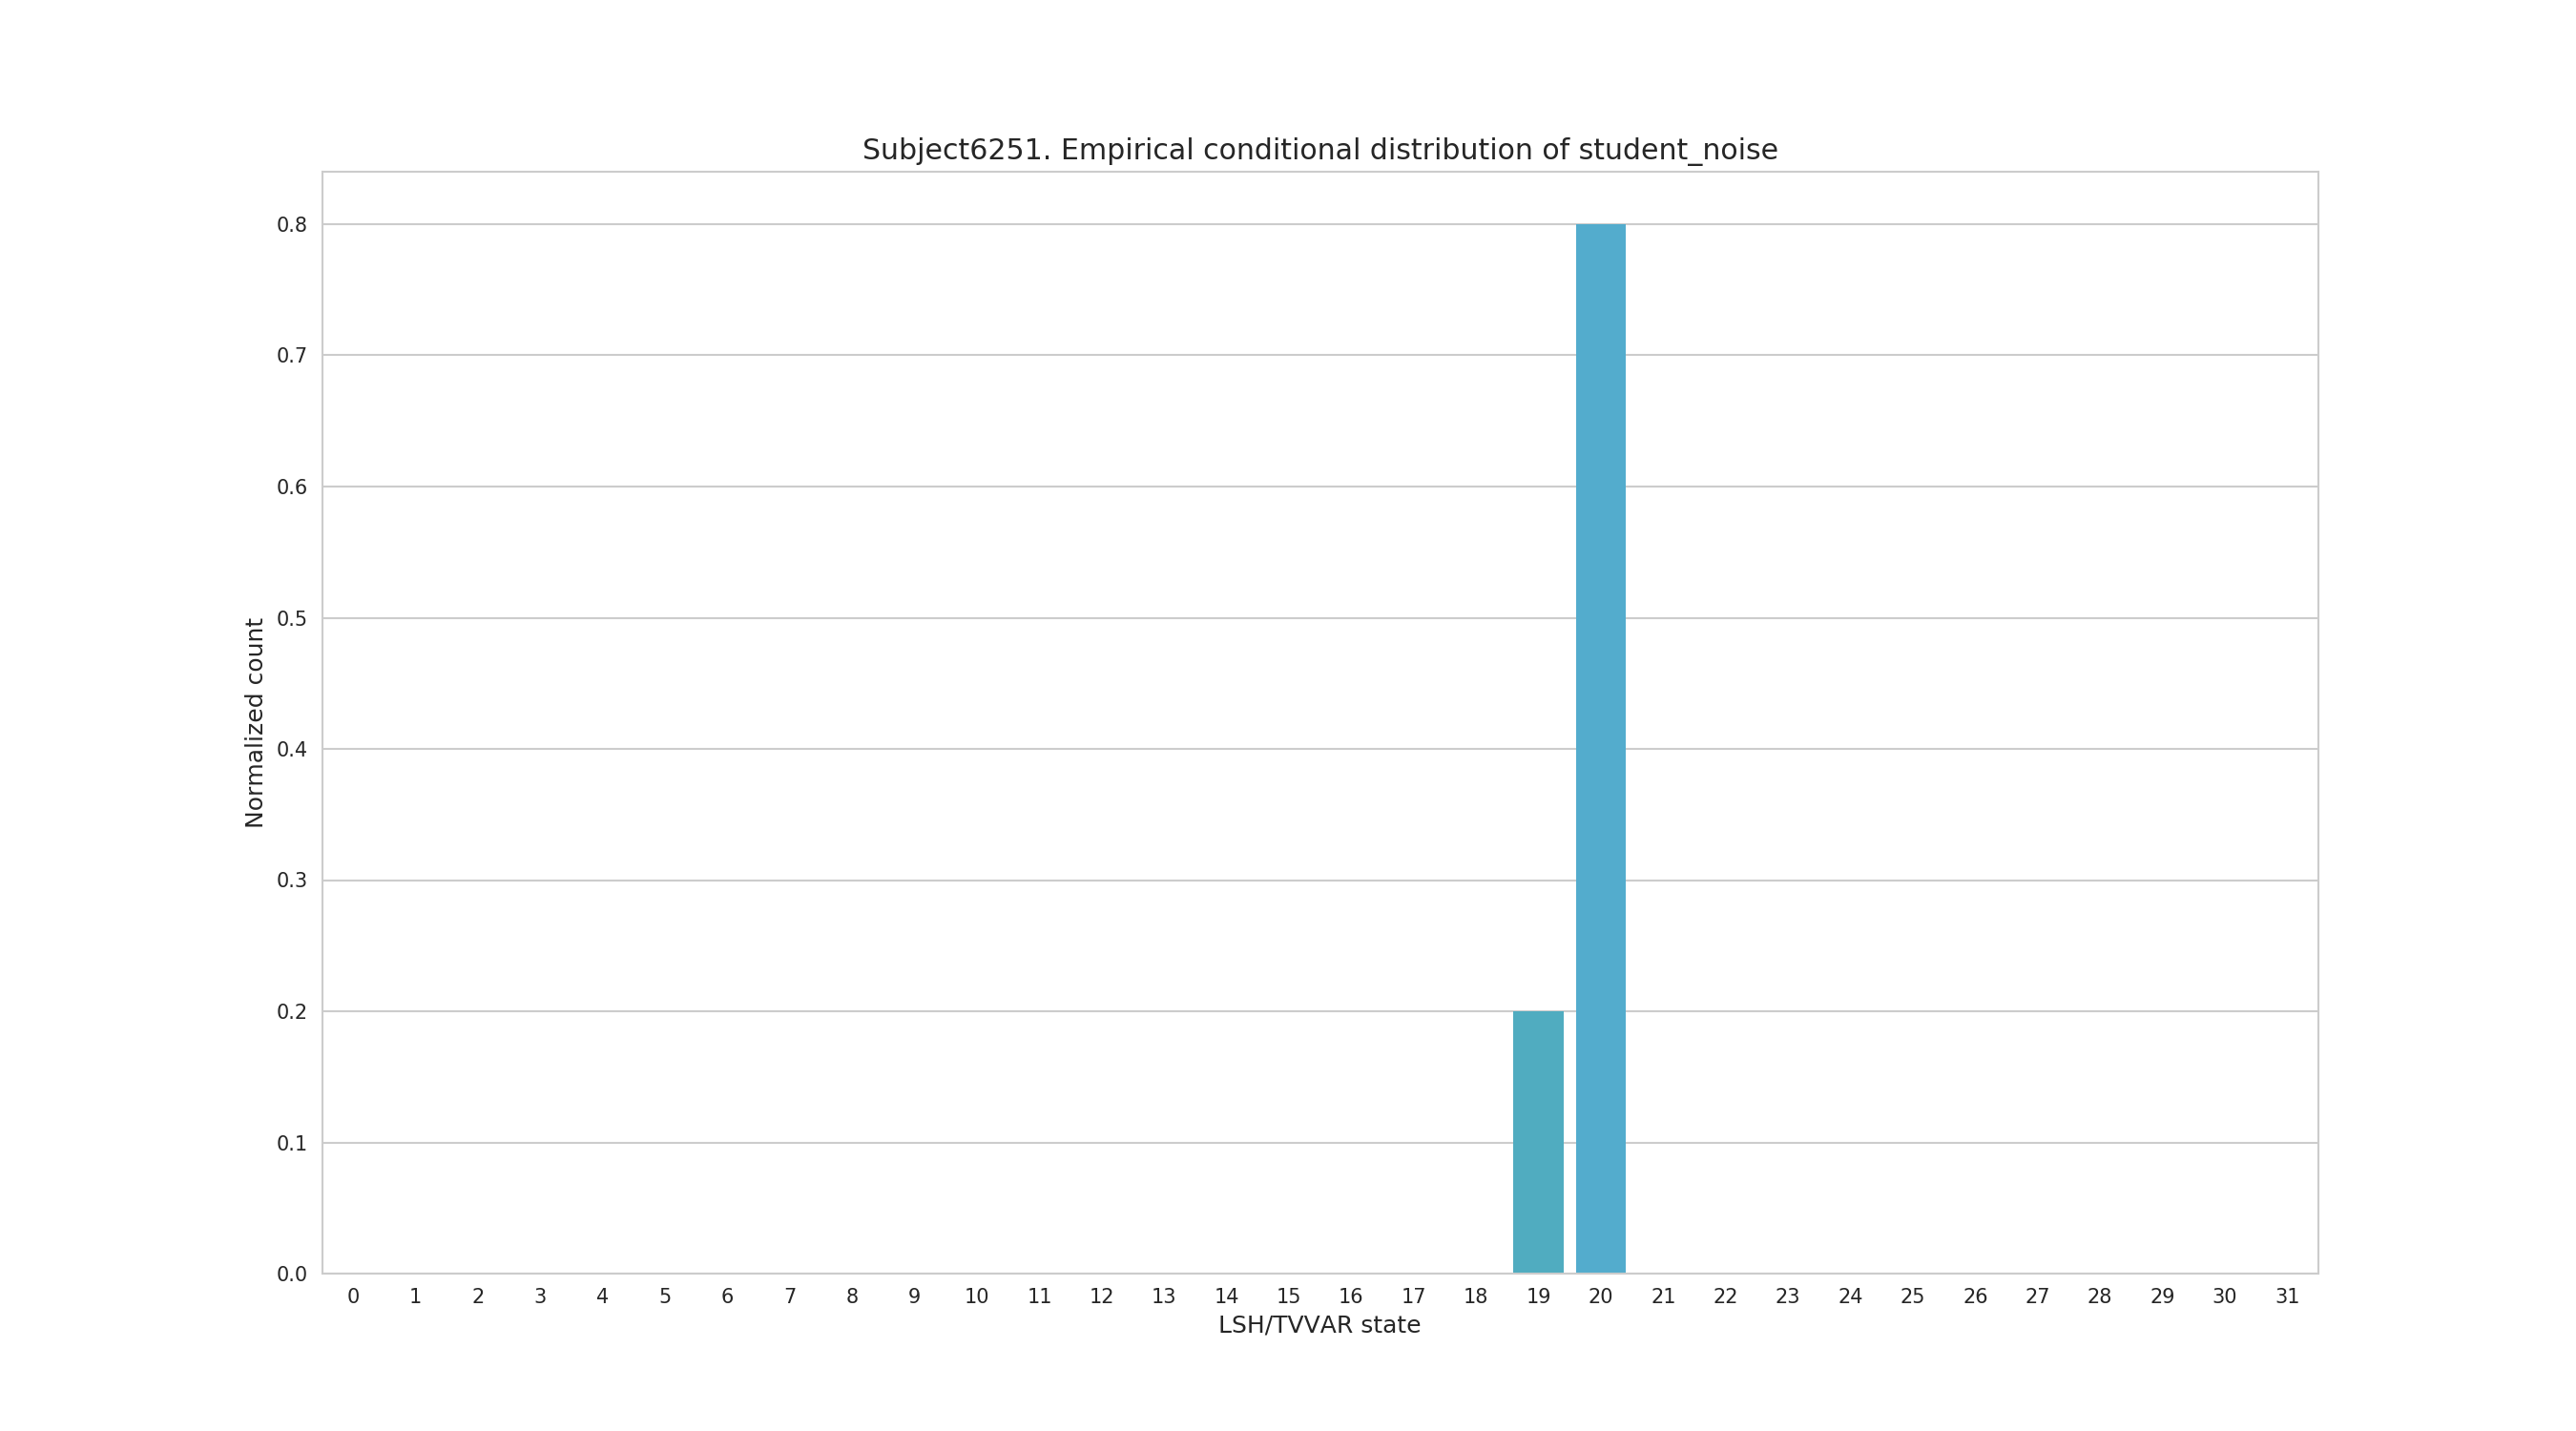 Subject6251. Empirical conditional distribution of student_noise
0.8
0.7
0.6
0.5
0.4
0.3
0.2
0.1
0.0
Normalized count
0 1 2 3 4 5 6 7 8 9 10 11 12 13 14 15 16 17 18 19 20 21 22 23 24 25 26 27 28 29 30 31
LSH/TVVAR state